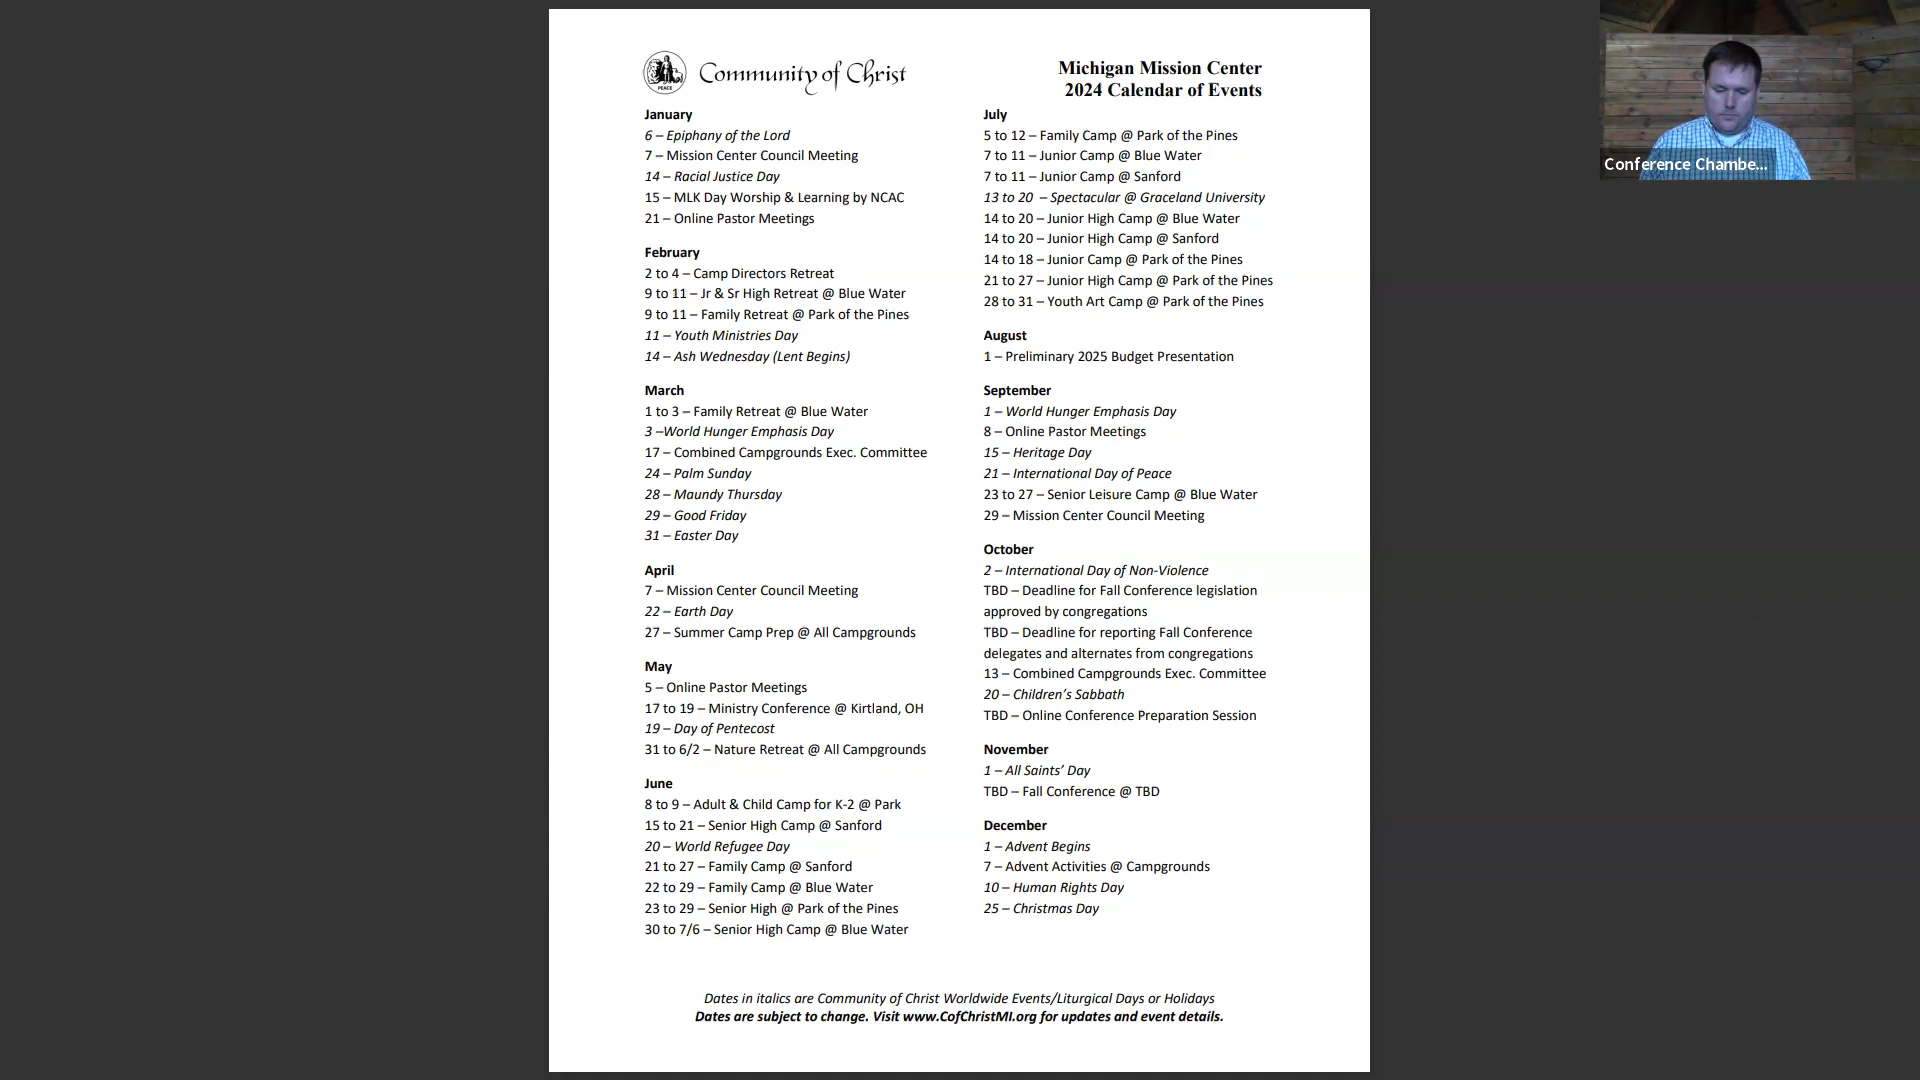 PEACE
Community of Christ
Michigan Mission Center
2024 Calendar of Events
January
6 – Epiphany of the Lord
7 – Mission Center Council Meeting
14 – Racial Justice Day
15 – MLK Day Worship & Learning by NCAC
21 – Online Pastor Meetings
February
2 to 4 – Camp Directors Retreat
9 to 11 – Jr & Sr High Retreat @ Blue Water
9 to 11 – Family Retreat @ Park of the Pines
11 – Youth Ministries Day
14 – Ash Wednesday (Lent Begins)
March
1 to 3 – Family Retreat @ Blue Water
3 –World Hunger Emphasis Day
17 – Combined Campgrounds Exec. Committee
24 – Palm Sunday
28 – Maundy Thursday
29 – Good Friday
31 – Easter Day
April
7 – Mission Center Council Meeting
22 – Earth Day
27 – Summer Camp Prep @ All Campgrounds
May
5 – Online Pastor Meetings
17 to 19 – Ministry Conference @ Kirtland, OH
19 – Day of Pentecost
31 to 6/2 – Nature Retreat @ All Campgrounds
June
8 to 9 – Adult & Child Camp for K-2 @ Park
15 to 21 – Senior High Camp @ Sanford
20 – World Refugee Day
21 to 27 – Family Camp @ Sanford
22 to 29 – Family Camp @ Blue Water
23 to 29 – Senior High @ Park of the Pines
30 to 7/6 – Senior High Camp @ Blue Water
July
5 to 12 – Family Camp @ Park of the Pines
7 to 11 – Junior Camp @ Blue Water
7 to 11 – Junior Camp @ Sanford
13 to 20 – Spectacular @ Graceland University
14 to 20 – Junior High Camp @ Blue Water
14 to 20 – Junior High Camp @ Sanford
14 to 18 – Junior Camp @ Park of the Pines
21 to 27 – Junior High Camp @ Park of the Pines
28 to 31 – Youth Art Camp @ Park of the Pines
August
1 – Preliminary 2025 Budget Presentation
September
1 – World Hunger Emphasis Day
8 – Online Pastor Meetings
15 – Heritage Day
21 – International Day of Peace
23 to 27 – Senior Leisure Camp @ Blue Water
29 – Mission Center Council Meeting
October
2 – International Day of Non-Violence
TBD – Deadline for Fall Conference legislation
approved by congregations
TBD – Deadline for reporting Fall Conference
delegates and alternates from congregations
13 – Combined Campgrounds Exec. Committee
20 – Children’s Sabbath
TBD – Online Conference Preparation Session
November
1 – All Saints’ Day
TBD – Fall Conference @ TBD
December
1 – Advent Begins
7 – Advent Activities @ Campgrounds
10 – Human Rights Day
25 – Christmas Day
Dates in italics are Community of Christ Worldwide Events/Liturgical Days or Holidays
Dates are subject to change. Visit www.CofChristMI.org for updates and event details.
Conference Chambe...